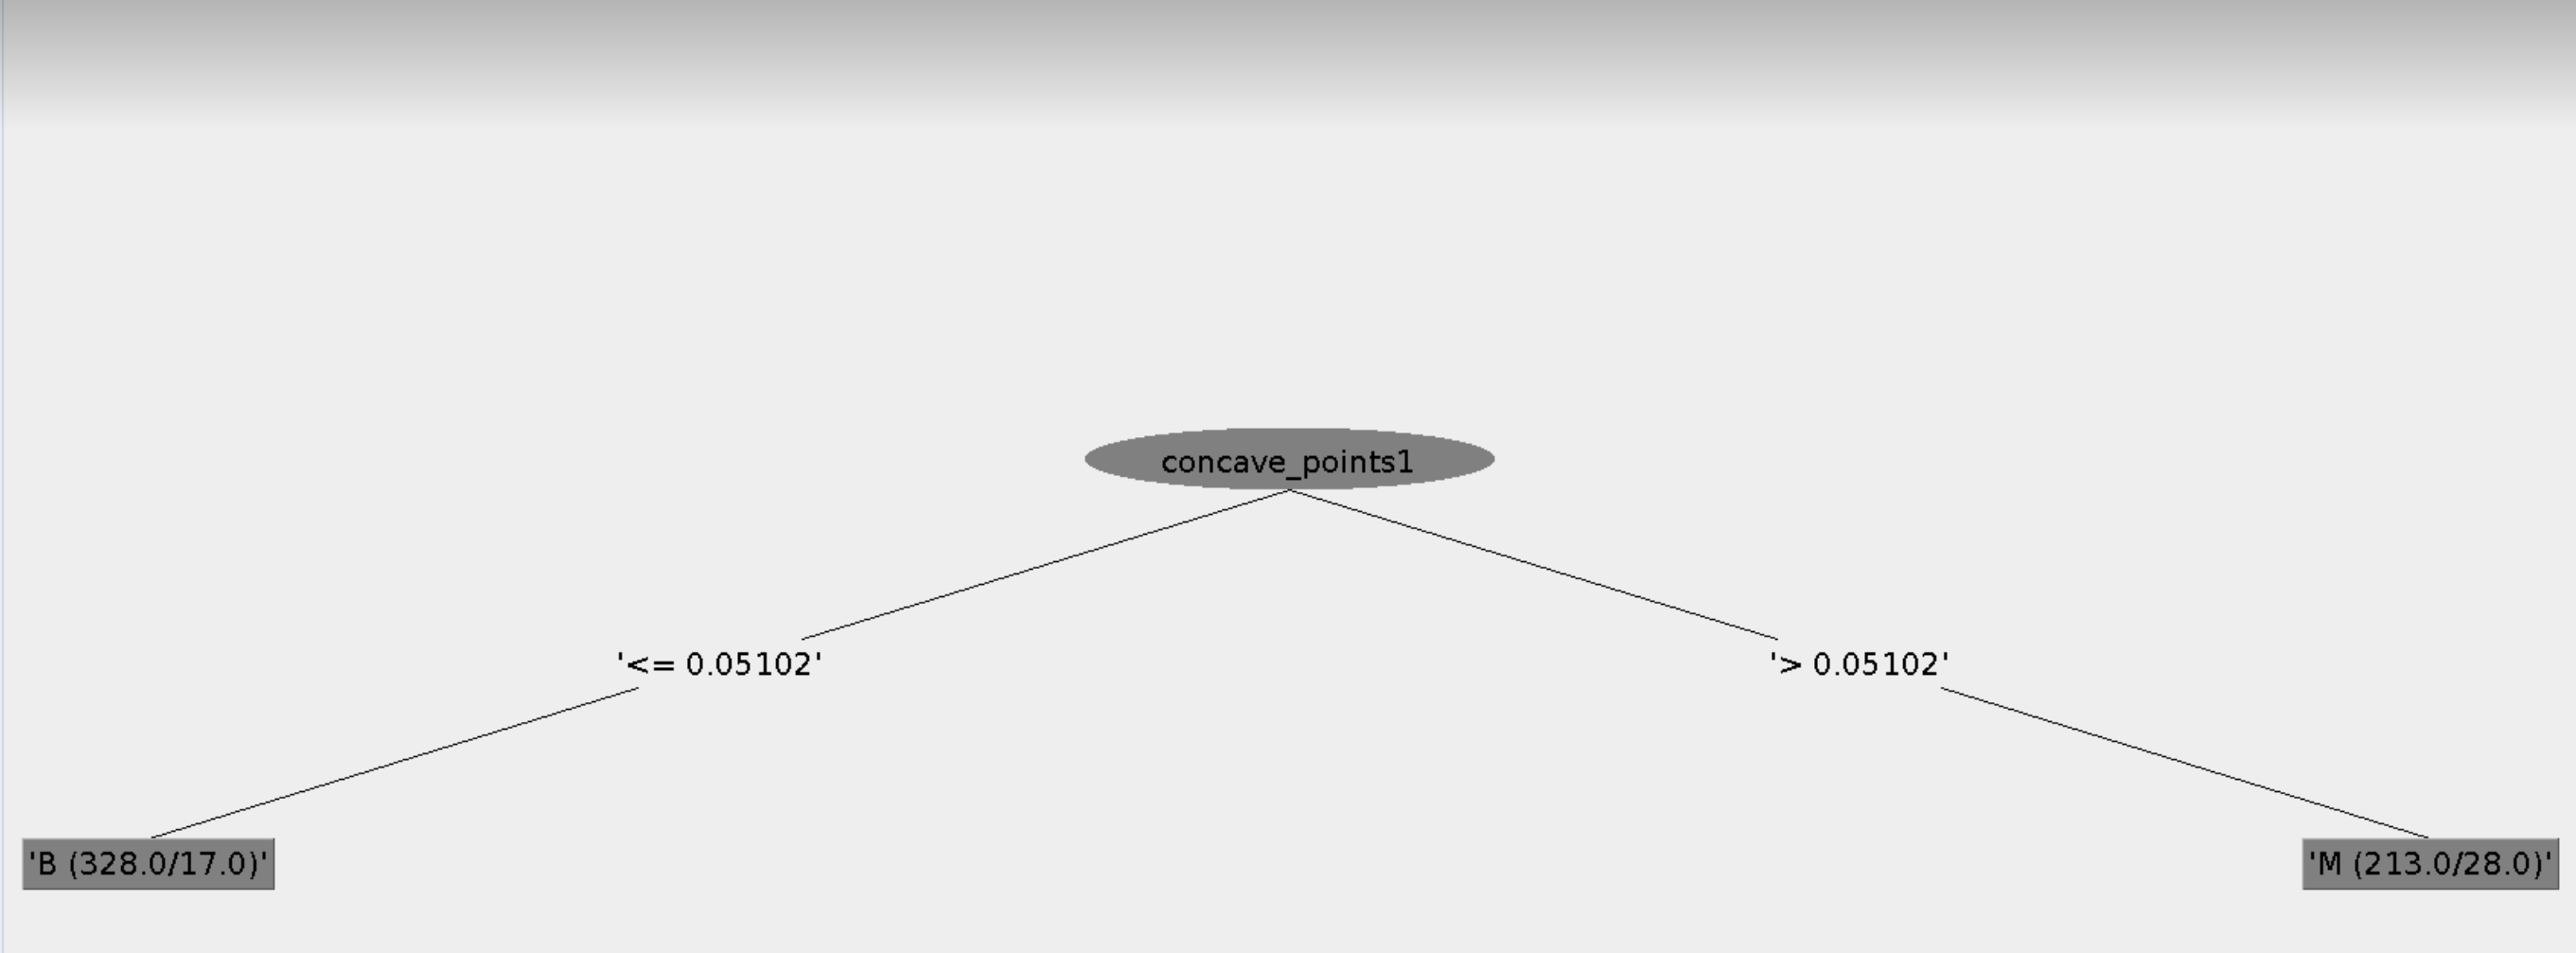 concave_points1
'<= 0.05102'
'> 0.05102'
'B (328.0/17.0)'
'M (213.0/28.0)'